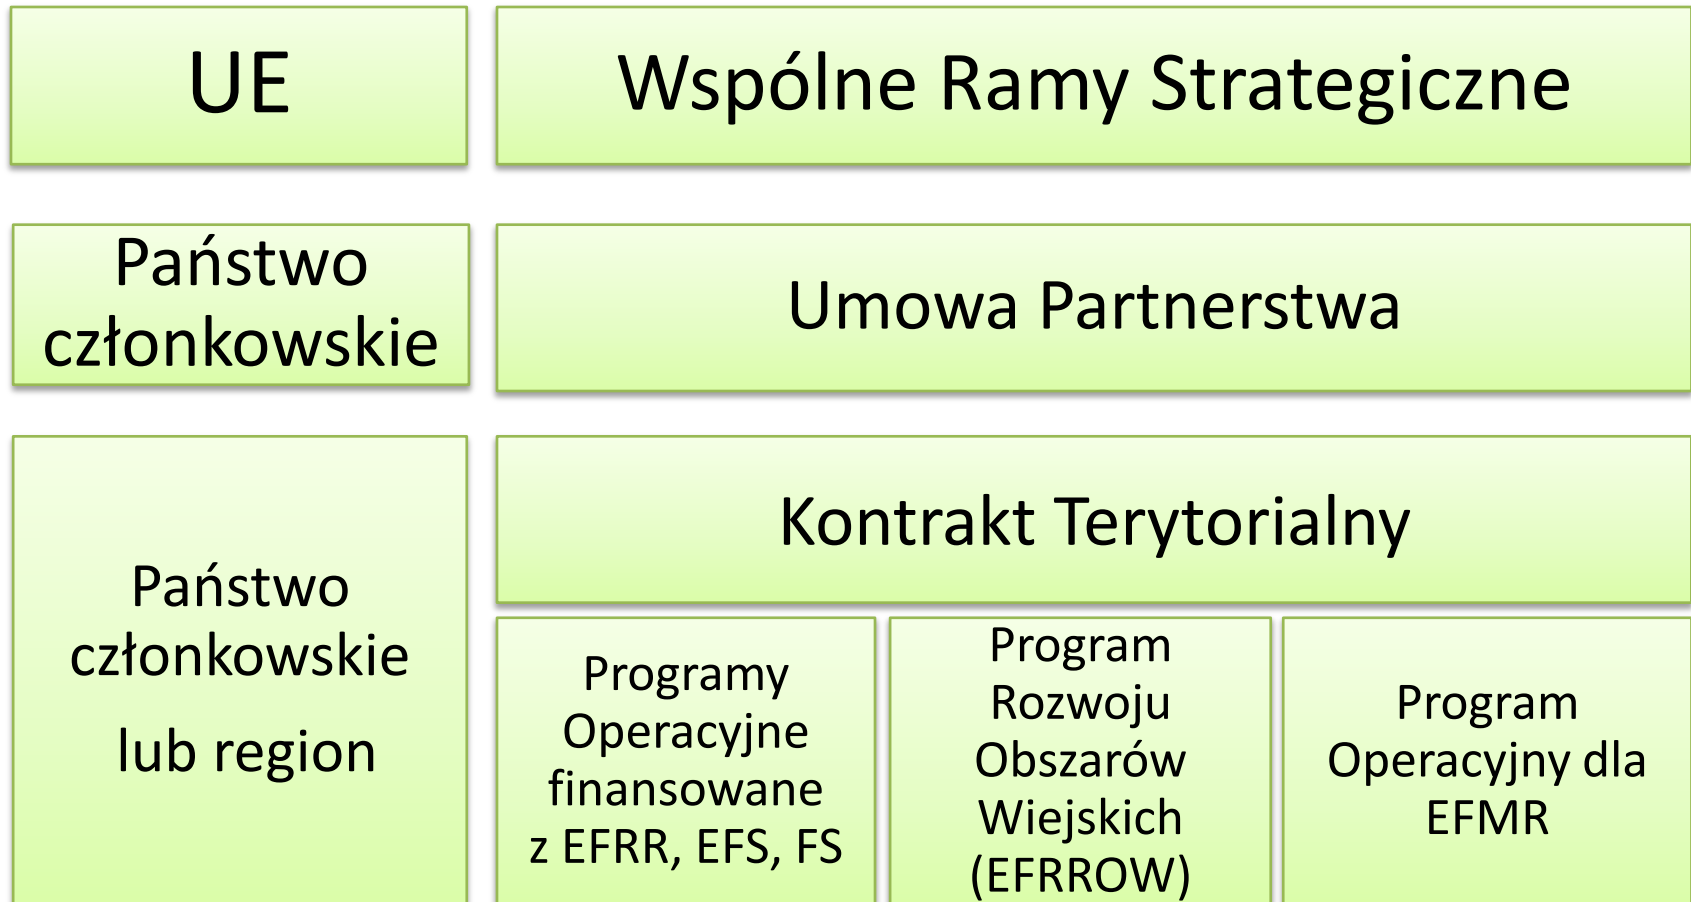 UE
Wspólne Ramy Strategiczne
Państwo
członkowskie
Umowa Partnerstwa
Państwo
członkowskie
lub region
Kontrakt Terytorialny
Programy
Operacyjne
finansowane
z EFRR, EFS, FS
Program
Rozwoju
Obszarów
Wiejskich
(EFRROW)
Program
Operacyjny dla
EFMR